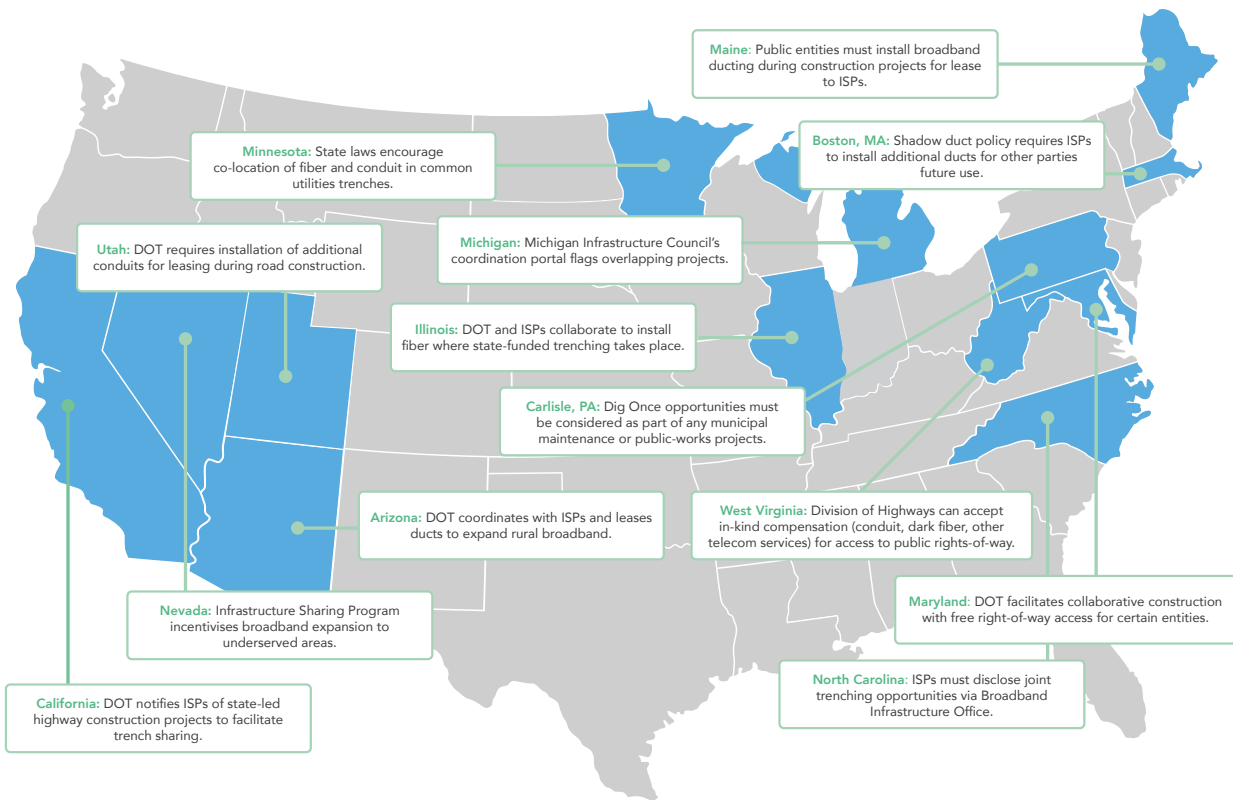 Maine: Public entities must install broadband
ducting during construction projects for lease
to ISPs.
Boston, MA: Shadow duct policy requires ISPs
to install additional ducts for other parties
future use.
Minnesota: State laws encourage
co-location of fiber and conduit in common
utilities trenches.
Utah: DOT requires installation of additional
conduits for leasing during road construction.
Michigan: Michigan Infrastructure Council’s
coordination portal flags overlapping projects.
Illinois: DOT and ISPs collaborate to install
fiber where state-funded trenching takes place.
Carlisle, PA: Dig Once opportunities must
be considered as part of any municipal
maintenance or public-works projects.
Arizona: DOT coordinates with ISPs and leases
ducts to expand rural broadband.
West Virginia: Division of Highways can accept
in-kind compensation (conduit, dark fiber, other
telecom services) for access to public rights-of-way.
Nevada: Infrastructure Sharing Program
incentivises broadband expansion to
underserved areas.
Maryland: DOT facilitates collaborative construction
with free right-of-way access for certain entities.
North Carolina: ISPs must disclose joint
trenching opportunities via Broadband
Infrastructure Office.
California: DOT notifies ISPs of state-led
highway construction projects to facilitate
trench sharing.